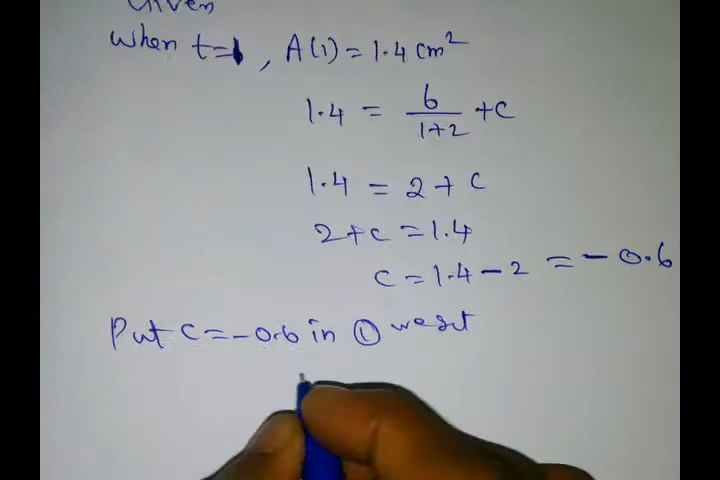 Given
When t=1, A(1) = 1.4 cm²
1.4 = 6/(1+2) + c
1.4 = 2 + c
2+c = 1.4
c = 1.4 - 2 = - 0.6
Put c = -0.6 in ① we get